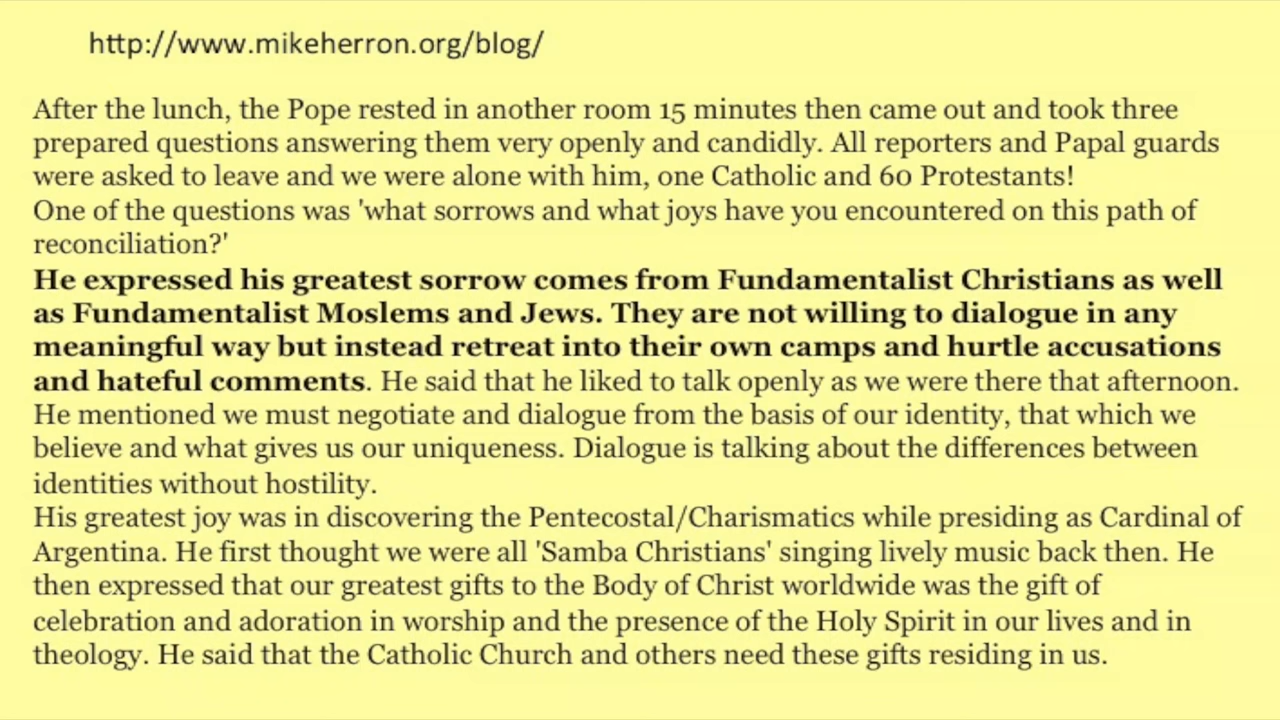 http://www.mikeherron.org/blog/
After the lunch, the Pope rested in another room 15 minutes then came out and took three
prepared questions answering them very openly and candidly. All reporters and Papal guards
were asked to leave and we were alone with him, one Catholic and 60 Protestants!
One of the questions was 'what sorrows and what joys have you encountered on this path of
reconciliation?'
He expressed his greatest sorrow comes from Fundamentalist Christians as well
as Fundamentalist Moslems and Jews. They are not willing to dialogue in any
meaningful way but instead retreat into their own camps and hurtle accusations
and hateful comments. He said that he liked to talk openly as we were there that afternoon.
He mentioned we must negotiate and dialogue from the basis of our identity, that which we
believe and what gives us our uniqueness. Dialogue is talking about the differences between
identities without hostility.
His greatest joy was in discovering the Pentecostal/Charismatics while presiding as Cardinal of
Argentina. He first thought we were all 'Samba Christians' singing lively music back then. He
then expressed that our greatest gifts to the Body of Christ worldwide was the gift of
celebration and adoration in worship and the presence of the Holy Spirit in our lives and in
theology. He said that the Catholic Church and others need these gifts residing in us.